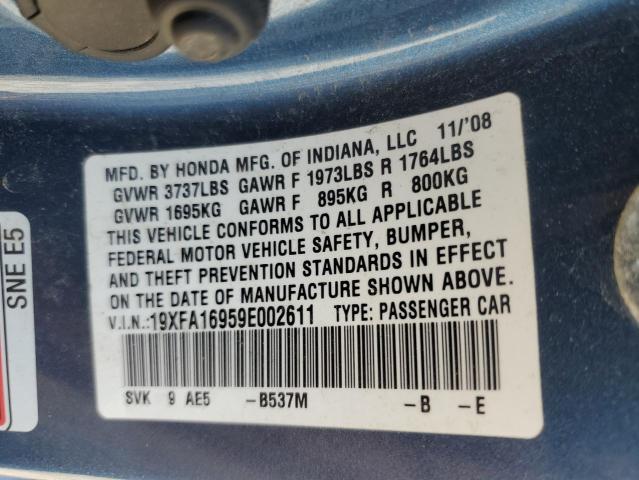 MFD. BY HONDA MFG. OF INDIANA, LLC 11/'08
GVWR 3737LBS GAWR F 1973LBS R 1764LBS
GVWR 1695KG GAWR F 895KG R 800KG
THIS VEHICLE CONFORMS TO ALL APPLICABLE
FEDERAL MOTOR VEHICLE SAFETY, BUMPER,
AND THEFT PREVENTION STANDARDS IN EFFECT
ON THE DATE OF MANUFACTURE SHOWN ABOVE.
V.I.N.:19XFA16959E002611 TYPE: PASSENGER CAR
SVK 9 AE5 -B537M -B -E
SNE E5